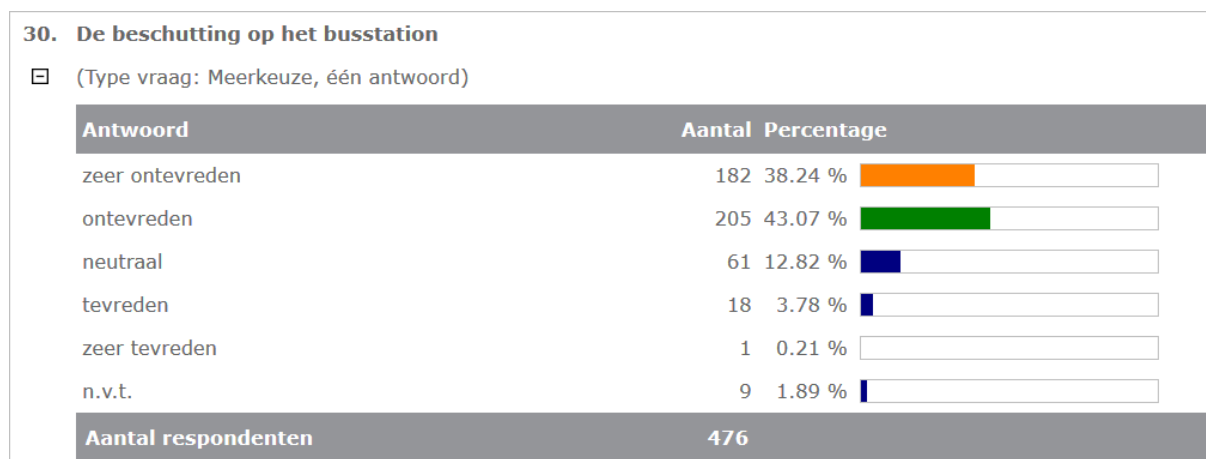 30. De beschutting op het busstation
(Type vraag: Meerkeuze, één antwoord)
Antwoord Aantal Percentage
zeer ontevreden 182 38.24 %
ontevreden 205 43.07 %
neutraal 61 12.82 %
tevreden 18 3.78 %
zeer tevreden 1 0.21 %
n.v.t. 9 1.89 %
Aantal respondenten 476